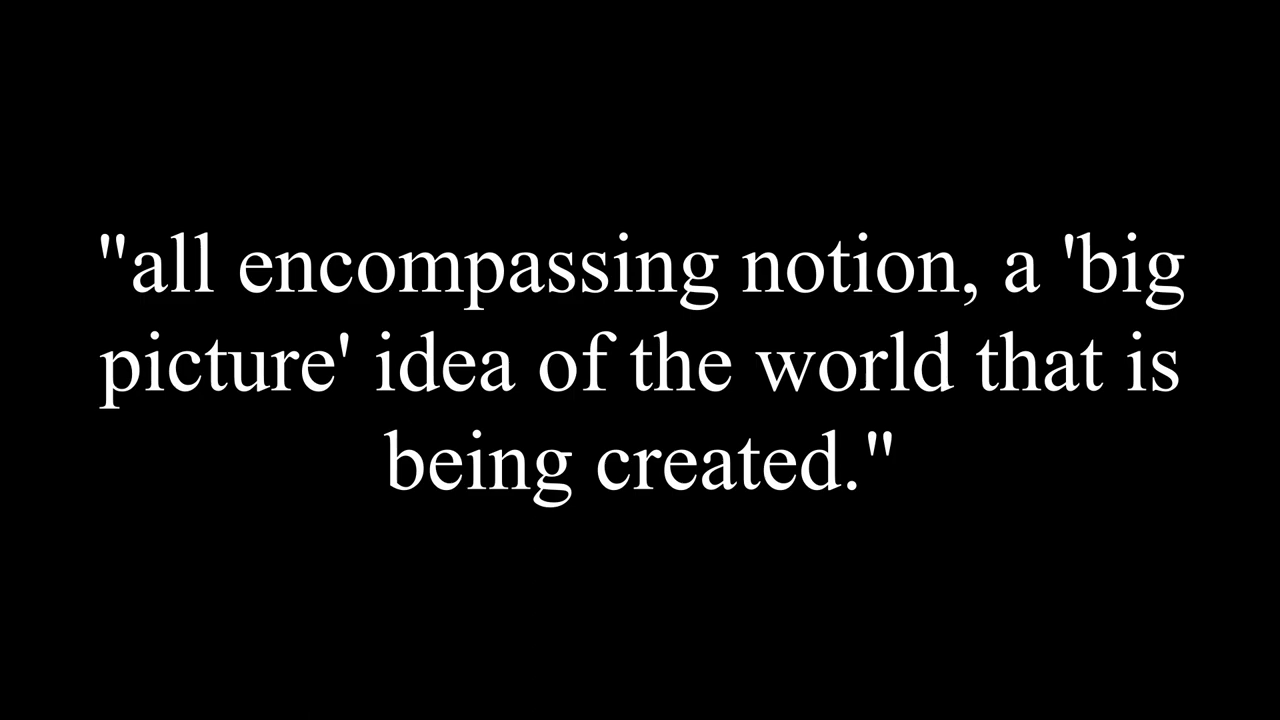 "all encompassing notion, a 'big
picture' idea of the world that is
being created."